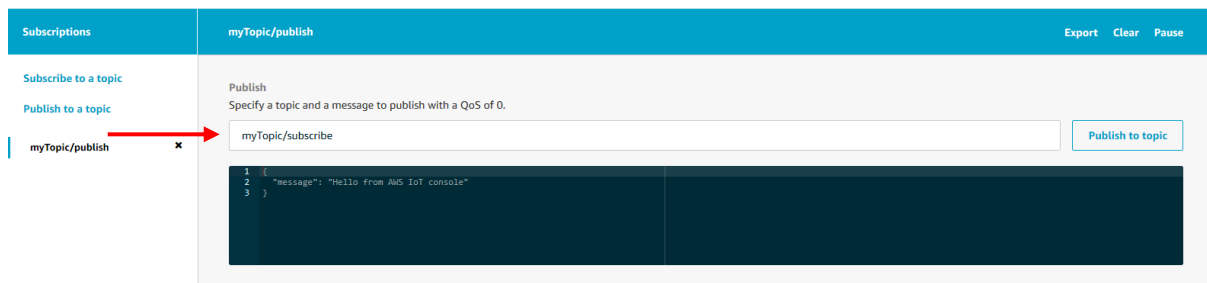 Subscriptions
myTopic/publish
Export Clear Pause
Subscribe to a topic
Publish to a topic
myTopic/publish ×
Publish
Specify a topic and a message to publish with a QoS of 0.
myTopic/subscribe
Publish to topic
1 {
2 "message": "Hello from AWS IoT console"
3 }